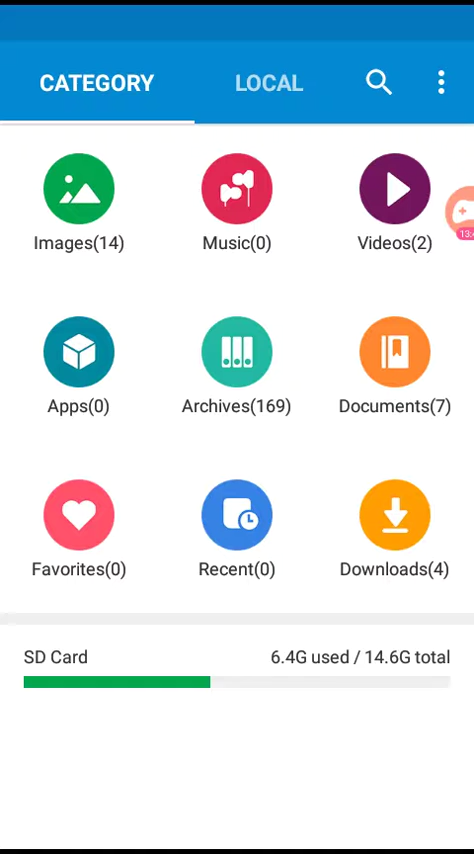 CATEGORY LOCAL
Images(14) Music(0) Videos(2)
Apps(0) Archives(169) Documents(7)
Favorites(0) Recent(0) Downloads(4)
SD Card 6.4G used / 14.6G total